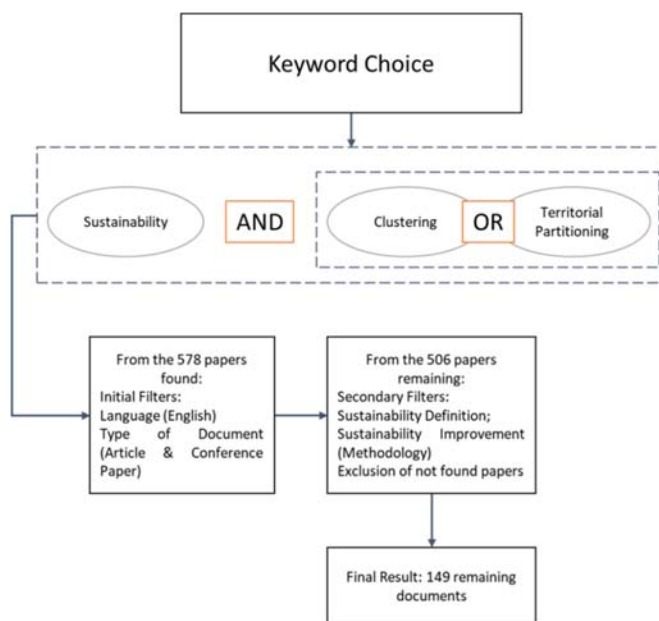 Keyword Choice
Sustainability
AND
Clustering
OR
Territorial
Partitioning
From the 578 papers
found:
Initial Filters:
Language (English)
Type of Document
(Article & Conference
Paper)
From the 506 papers
remaining:
Secondary Filters:
Sustainability Definition;
Sustainability Improvement
(Methodology)
Exclusion of not found papers
Final Result: 149 remaining
documents